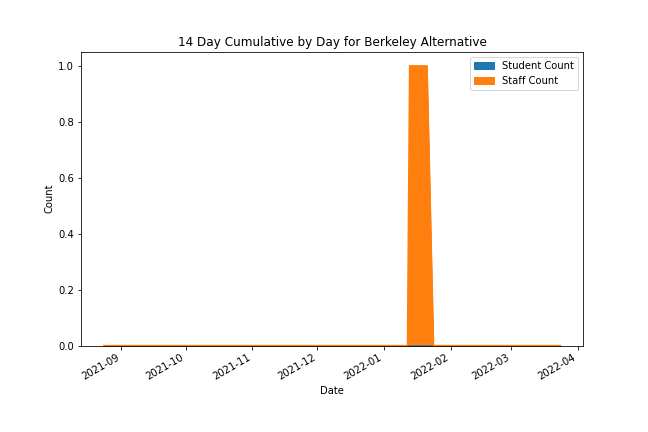 14 Day Cumulative by Day for Berkeley Alternative
Student Count
Staff Count
1.0
0.8
0.6
0.4
0.2
0.0
Count
2021-09
2021-10
2021-11
2021-12
2022-01
2022-02
2022-03
2022-04
Date